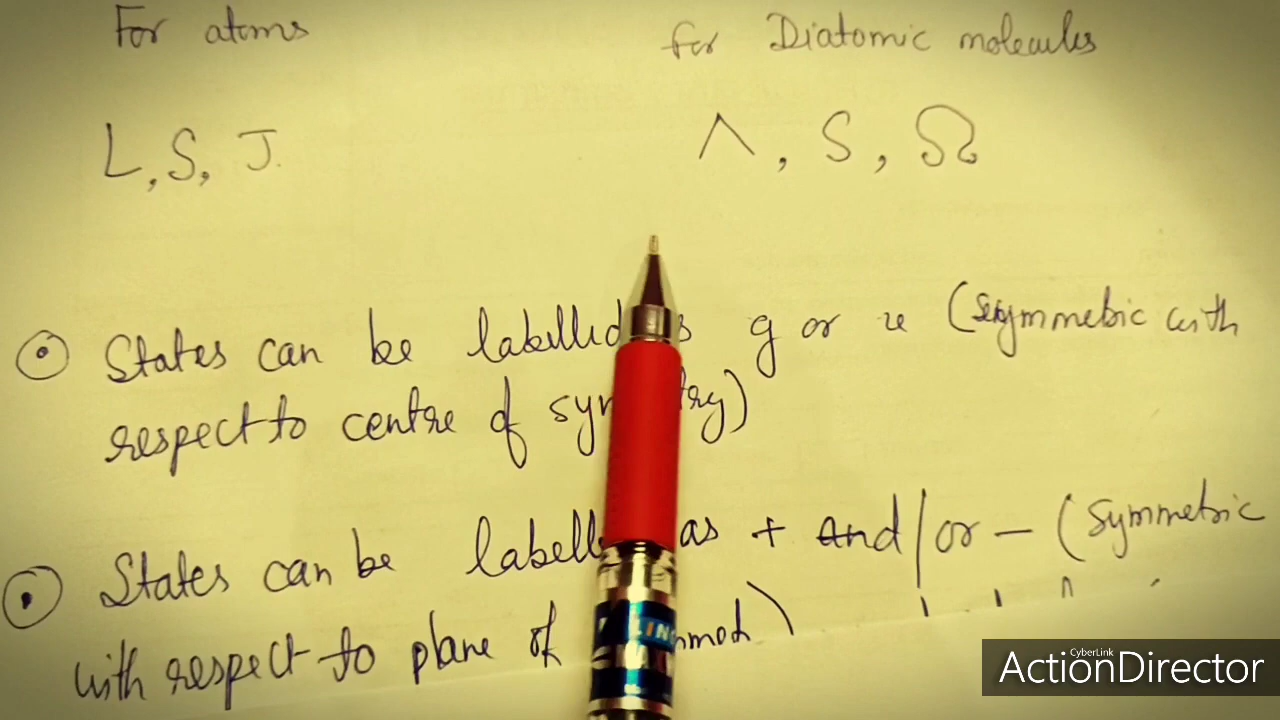 For atoms
for Diatomic molecules
L, S, J.
Λ, S, Ω
States can be labelled g or u (symmetric with
respect to centre of
States can be as + and/or - (symmetric
with respect to plane of
CyberLink
ActionDirector